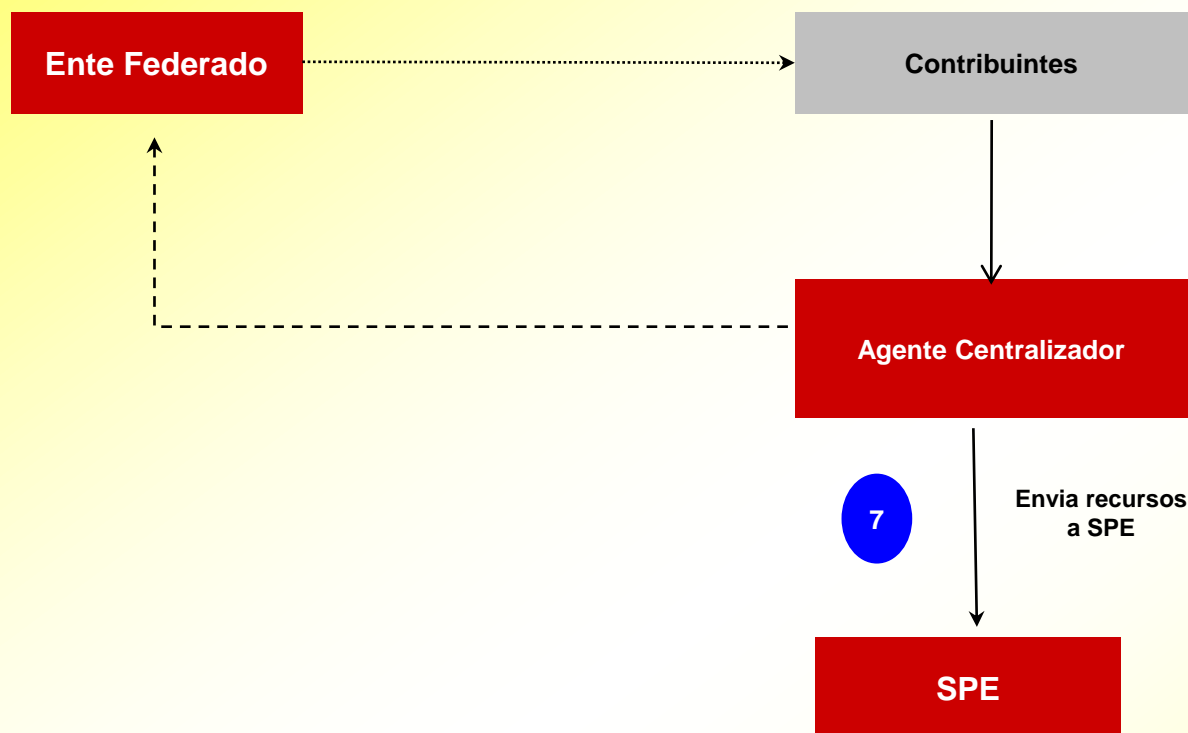 Ente Federado
Contribuintes
Agente Centralizador
7
Envia recursos
a SPE
SPE